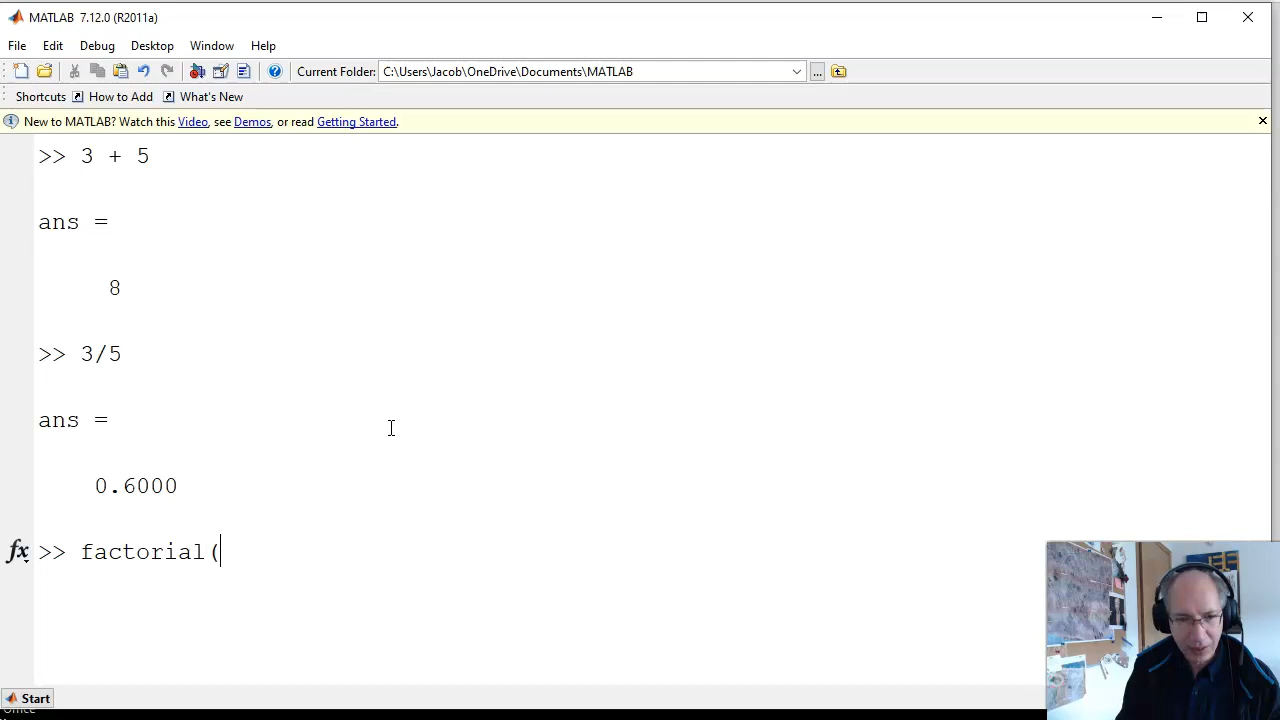 MATLAB 7.12.0 (R2011a)
File Edit Debug Desktop Window Help
Current Folder: C:\Users\Jacob\OneDrive\Documents\MATLAB ...
Shortcuts How to Add What's New
New to MATLAB? Watch this Video, see Demos, or read Getting Started.
>> 3 + 5
ans =
8
>> 3/5
ans =
0.6000
fx >> factorial(
Start
Office